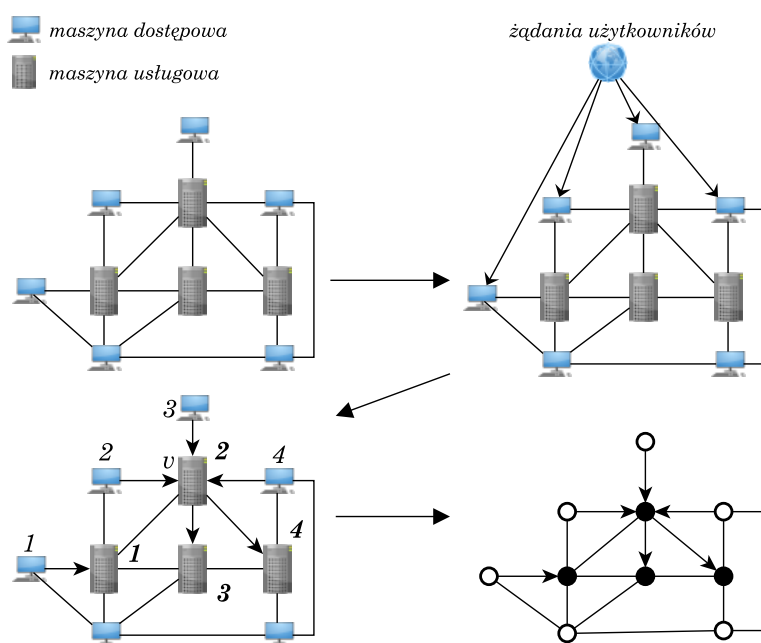 maszyna dostępowa
maszyna usługowa
żądania użytkowników
3
2 v 2 4
1 1 4
3